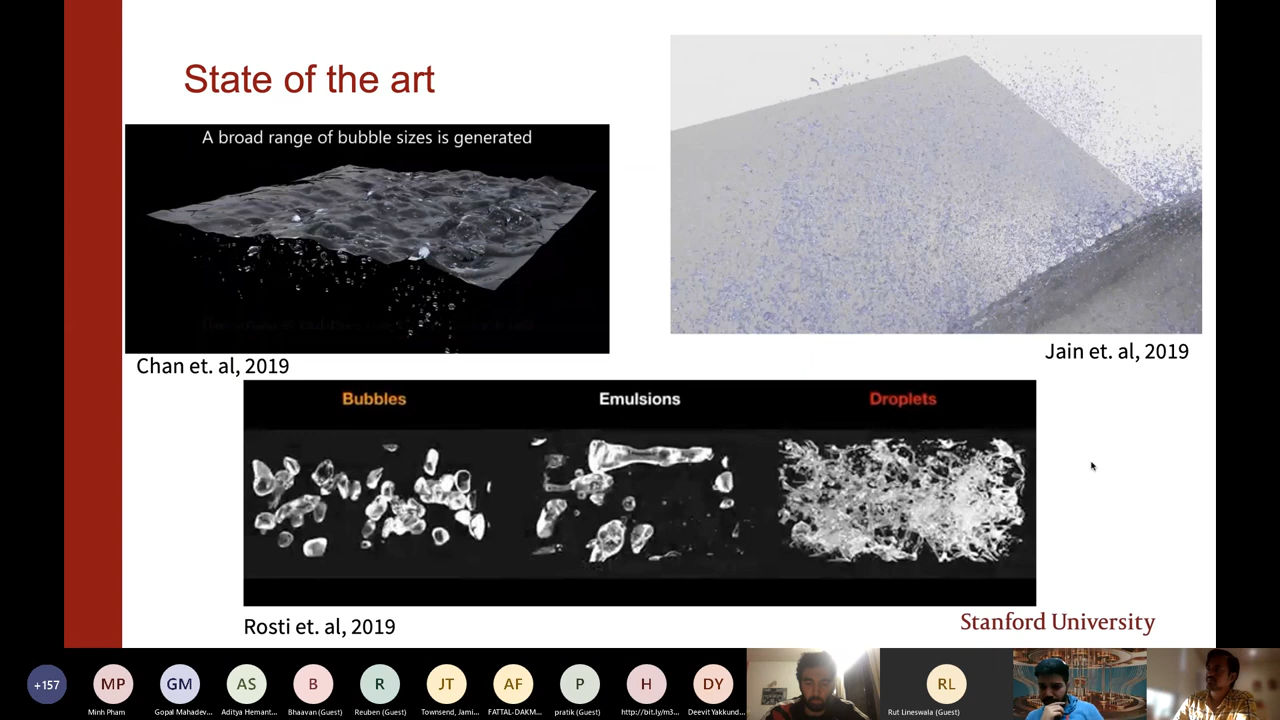 State of the art
A broad range of bubble sizes is generated
Chan et. al, 2019
Jain et. al, 2019
Bubbles
Emulsions
Droplets
Rosti et. al, 2019
Stanford University
+157
MP
GM
AS
B
R
JT
AF
P
H
DY
RL
Minh Pham
Gopal Mahadev...
Aditya Hemant...
Bhaavan (Guest)
Reuben (Guest)
Townsend, Jami...
FATTAL-DAKM...
pratik (Guest)
http://bit.ly/m3...
Deevit Yakkund...
Rut Lineswala (Guest)